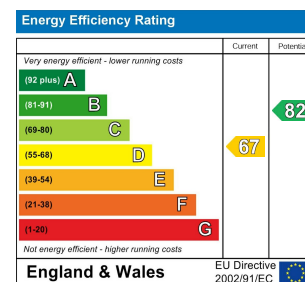 Energy Efficiency Rating
Current Potentia
Very energy efficient - lower running costs
(92 plus) A
(81-91) B
82
(69-80) C
(55-68) D
67
(39-54) E
(21-38) F
(1-20) G
Not energy efficient - higher running costs
England & Wales
EU Directive
2002/91/EC